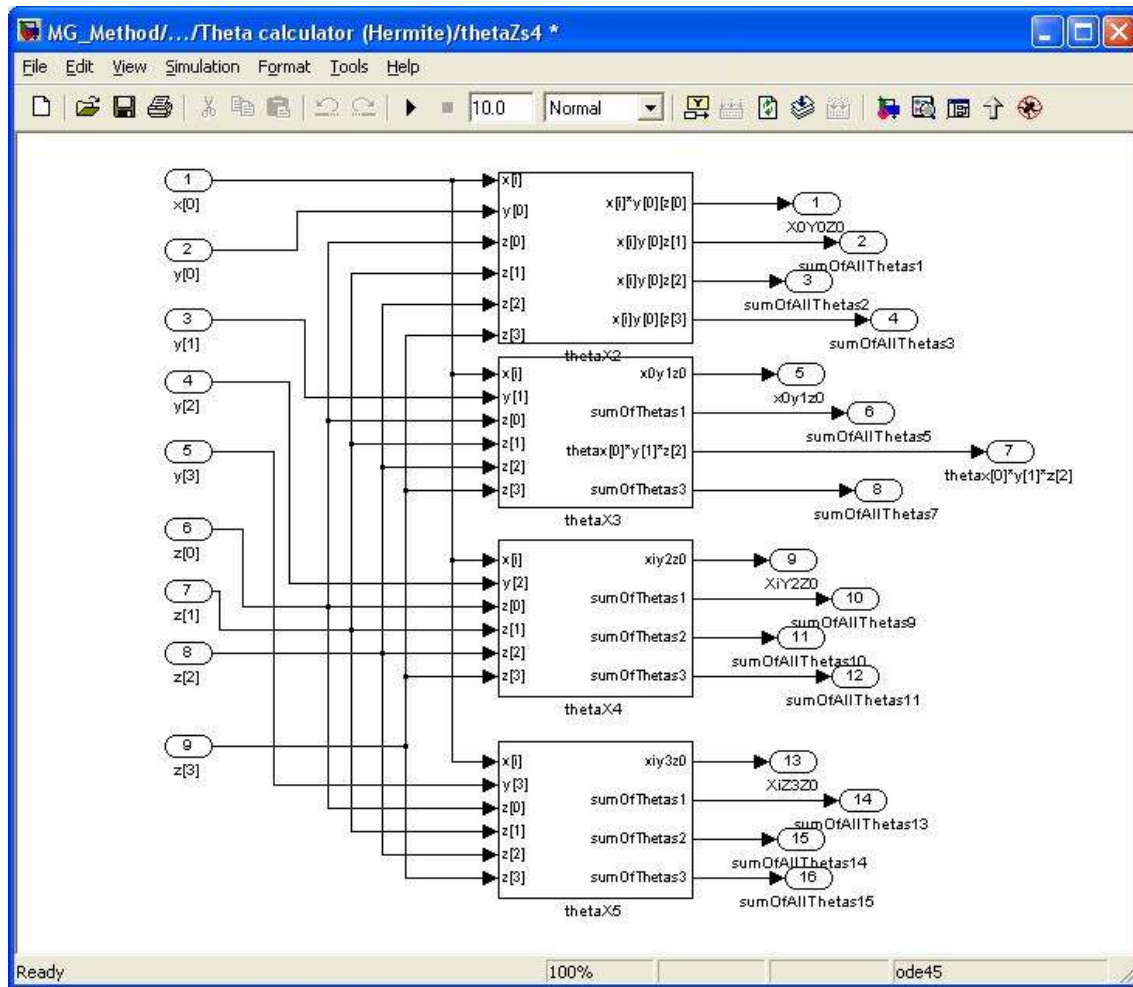 MG_Method/.../Theta calculator (Hermite)/thetaZs4 *
File Edit View Simulation Format Tools Help
10.0 Normal
1
x[0]
2
y[0]
3
y[1]
4
y[2]
5
y[3]
6
z[0]
7
z[1]
8
z[2]
9
z[3]
x[i]
y[0]
z[0]
z[1]
z[2]
z[3]
x[i]*y[0][z[0]
x[i]y[0]z[1]
x[i]y[0]z[2]
x[i]y[0][z[3]
thetaX2
1
X0Y0Z0
2
sumOfAllThetas1
3
sumOfAllThetas2
4
sumOfAllThetas3
x[i]
y[1]
z[0]
z[1]
z[2]
z[3]
x0y1z0
sumOfThetas1
thetax[0]*y[1]*z[2]
sumOfThetas3
thetaX3
5
x0y1z0
6
sumOfAllThetas5
7
thetax[0]*y[1]*z[2]
8
sumOfAllThetas7
x[i]
y[2]
z[0]
z[1]
z[2]
z[3]
xiy2z0
sumOfThetas1
sumOfThetas2
sumOfThetas3
thetaX4
9
XiY2Z0
10
sumOfAllThetas9
11
sumOfAllThetas10
12
sumOfAllThetas11
x[i]
y[3]
z[0]
z[1]
z[2]
z[3]
xiy3z0
sumOfThetas1
sumOfThetas2
sumOfThetas3
thetaX5
13
XiZ3Z0
14
sumOfAllThetas13
15
sumOfAllThetas14
16
sumOfAllThetas15
Ready 100% ode45